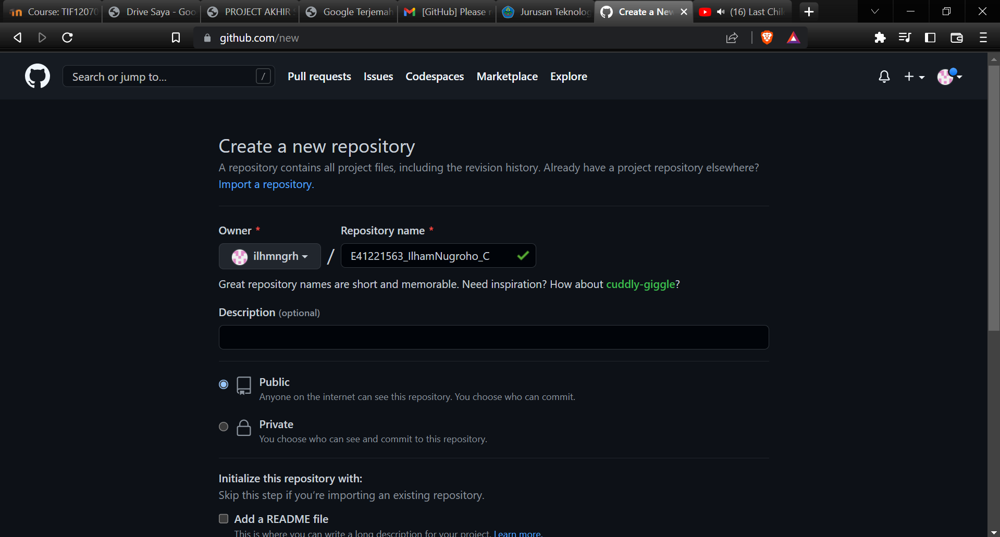 Course: TIF12070
Drive Saya - Goo
PROJECT AKHIR
Google Terjemah
[GitHub] Please
Jurusan Teknolog
Create a New
(16) Last Chil
github.com/new
Search or jump to...
/
Pull requests
Issues
Codespaces
Marketplace
Explore
Create a new repository
A repository contains all project files, including the revision history. Already have a project repository elsewhere?
Import a repository.
Owner * Repository name *
ilhmngrh / E41221563_IlhamNugroho_C
Great repository names are short and memorable. Need inspiration? How about cuddly-giggle?
Description (optional)
Public
Anyone on the internet can see this repository. You choose who can commit.
Private
You choose who can see and commit to this repository.
Initialize this repository with:
Skip this step if you’re importing an existing repository.
Add a README file
This is where you can write a long description for your project. Learn more.